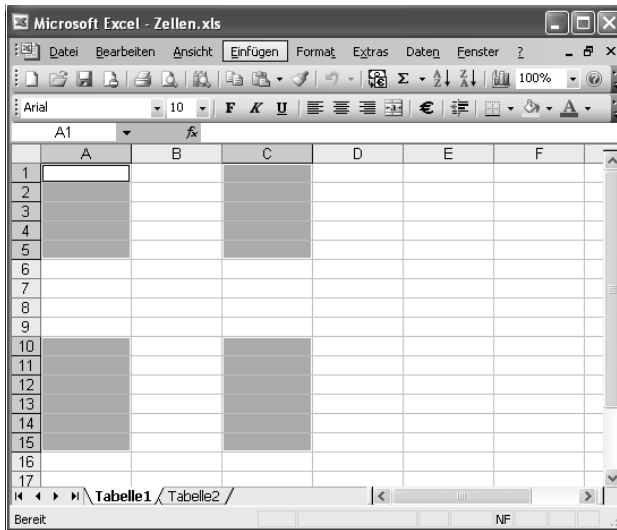 Microsoft Excel - Zellen.xls
Datei Bearbeiten Ansicht Einfügen Format Extras Daten Fenster ?
Σ 100%
Arial 10 F K U €
A1 fx
A B C D E F
1
2
3
4
5
6
7
8
9
10
11
12
13
14
15
16
17
Tabelle1 Tabelle2
Bereit NF